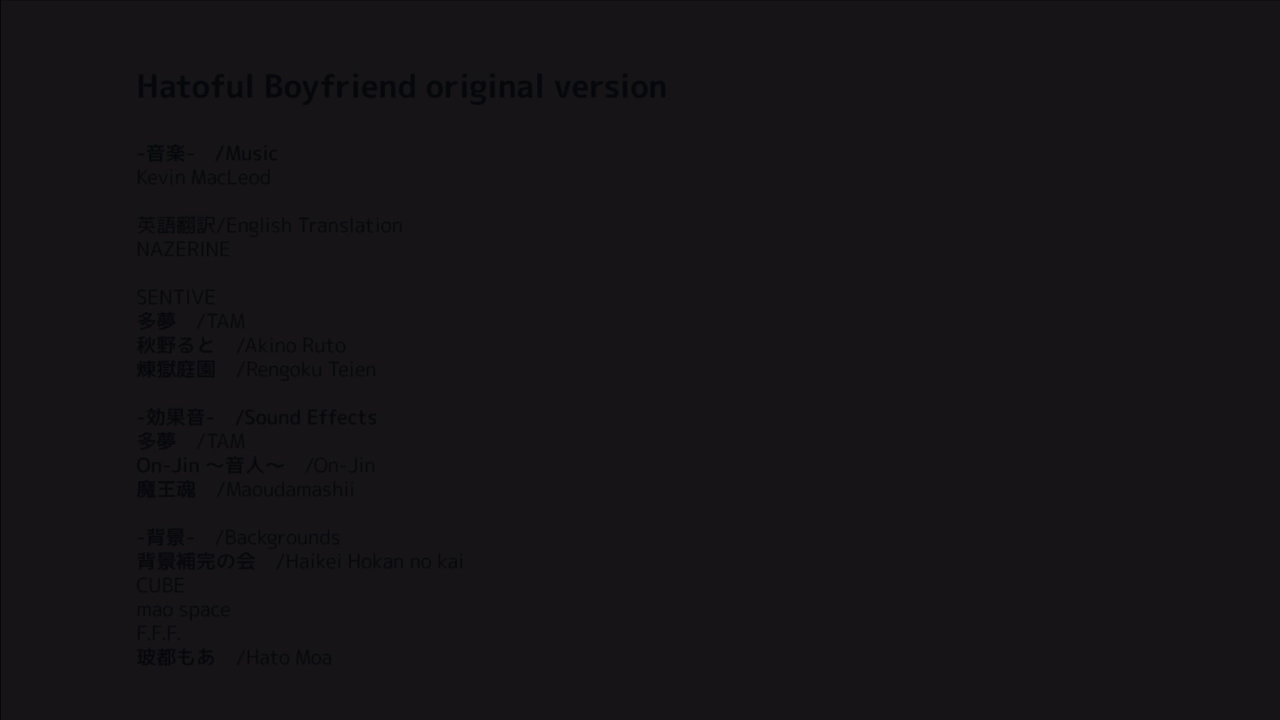 Hatoful Boyfriend original version
-音楽-　/Music
Kevin MacLeod
英語翻訳/English Translation
NAZERINE
SENTIVE
多夢　/TAM
秋野ると　/Akino Ruto
煉獄庭園　/Rengoku Teien
-効果音-　/Sound Effects
多夢　/TAM
On-Jin ～音人～　/On-Jin
魔王魂　/Maoudamashii
-背景-　/Backgrounds
背景補完の会　/Haikei Hokan no kai
CUBE
mao space
F.F.F.
玻都もあ　/Hato Moa